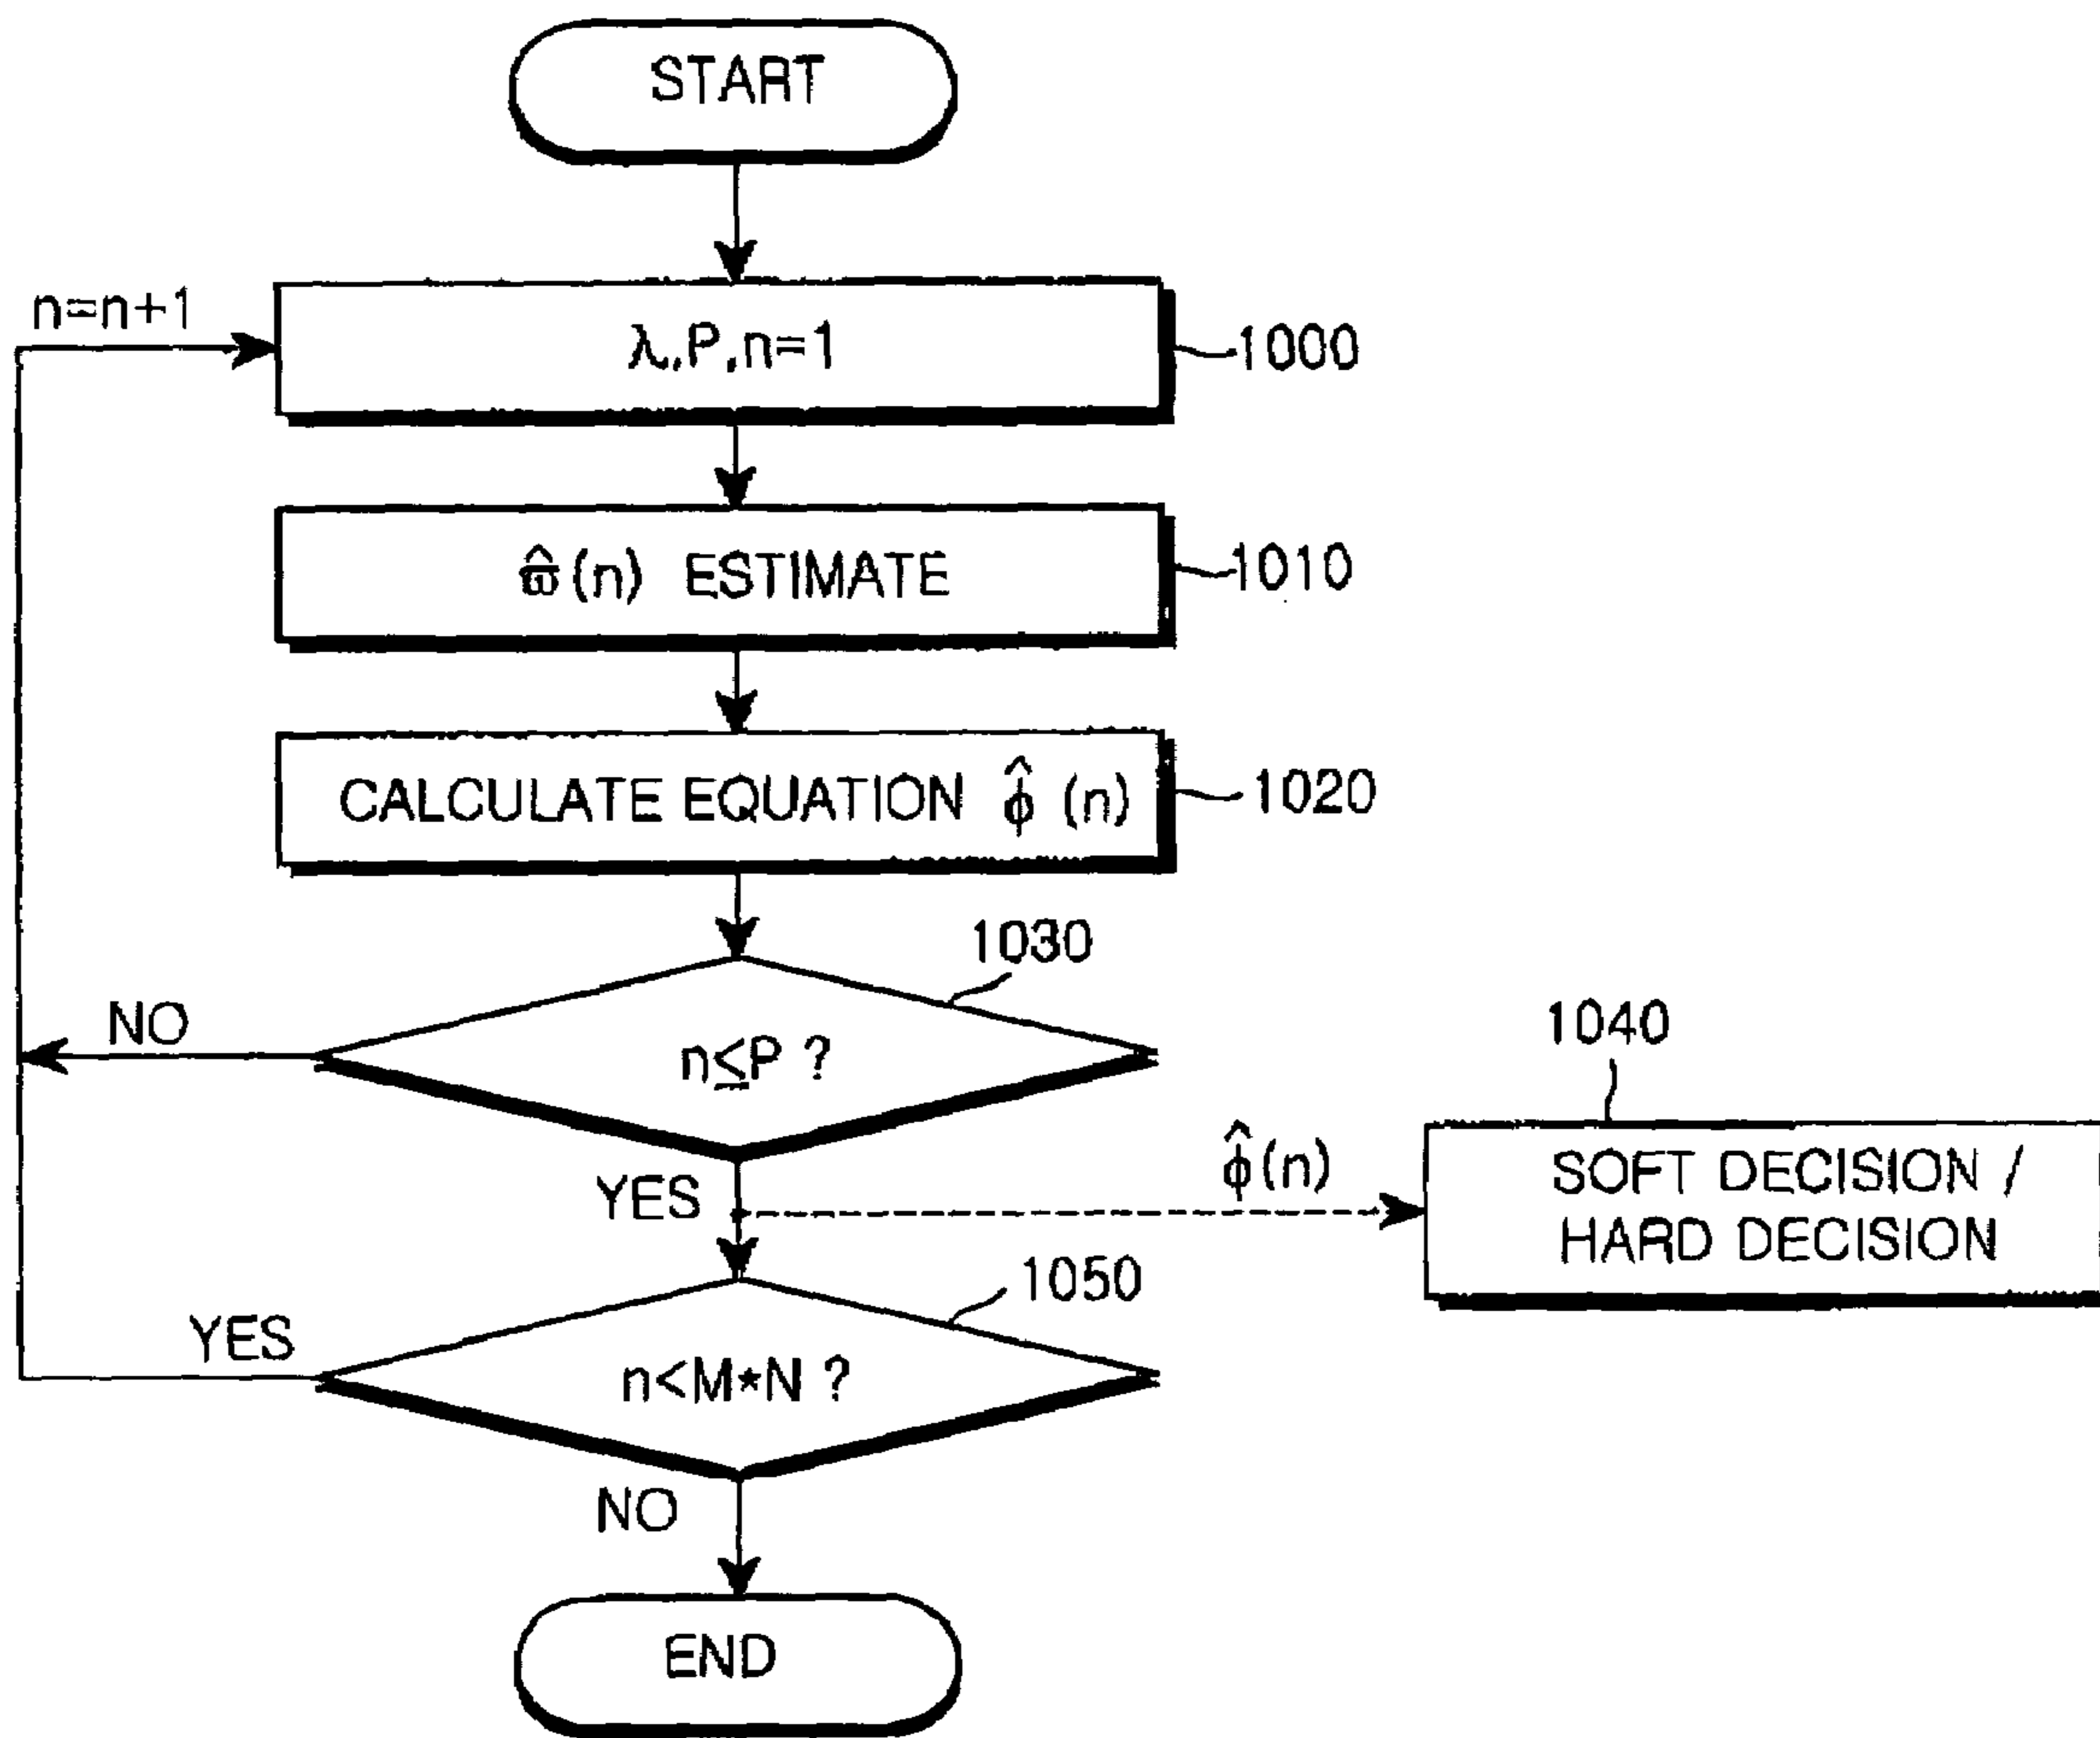 START
n=n+1
λ,P,n=1
1000
ϖ̂(n) ESTIMATE
1010
CALCULATE EQUATION ϕ̂ (n)
1020
1030
NO
n≤P ?
1040
YES
ϕ̂(n)
SOFT DECISION /
HARD DECISION
1050
YES
n<M*N ?
NO
END